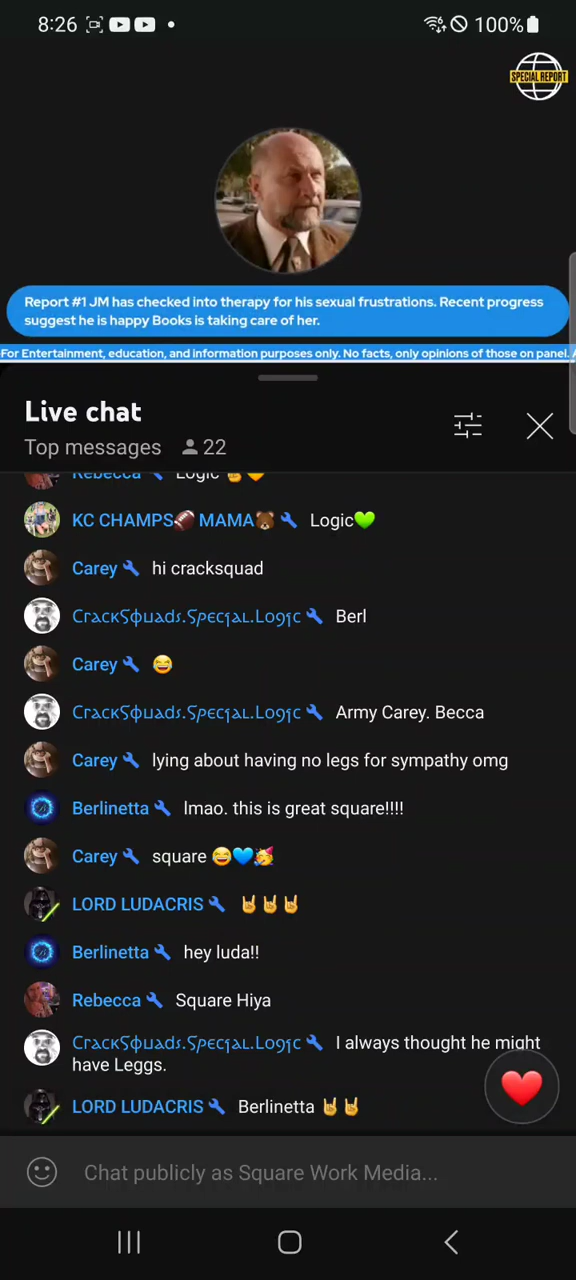 8:26
100%
SPECIAL REPORT
Report #1 JM has checked into therapy for his sexual frustrations. Recent progress
suggest he is happy Books is taking care of her.
For Entertainment, education, and information purposes only. No facts, only opinions of those on panel. A
Live chat
Top messages 22
Rebecca Logic 🤘🧡
KC CHAMPS🏈 MAMA🐻 Logic💚
Carey hi cracksquad
CrackSquads.Special.Logic Berl
Carey 😂
CrackSquads.Special.Logic Army Carey. Becca
Carey lying about having no legs for sympathy omg
Berlinetta lmao. this is great square!!!!
Carey square 😂💙🥳
LORD LUDACRIS 🤘🤘🤘
Berlinetta hey luda!!
Rebecca Square Hiya
CrackSquads.Special.Logic I always thought he might
have Leggs.
LORD LUDACRIS Berlinetta 🤘🤘
Chat publicly as Square Work Media...